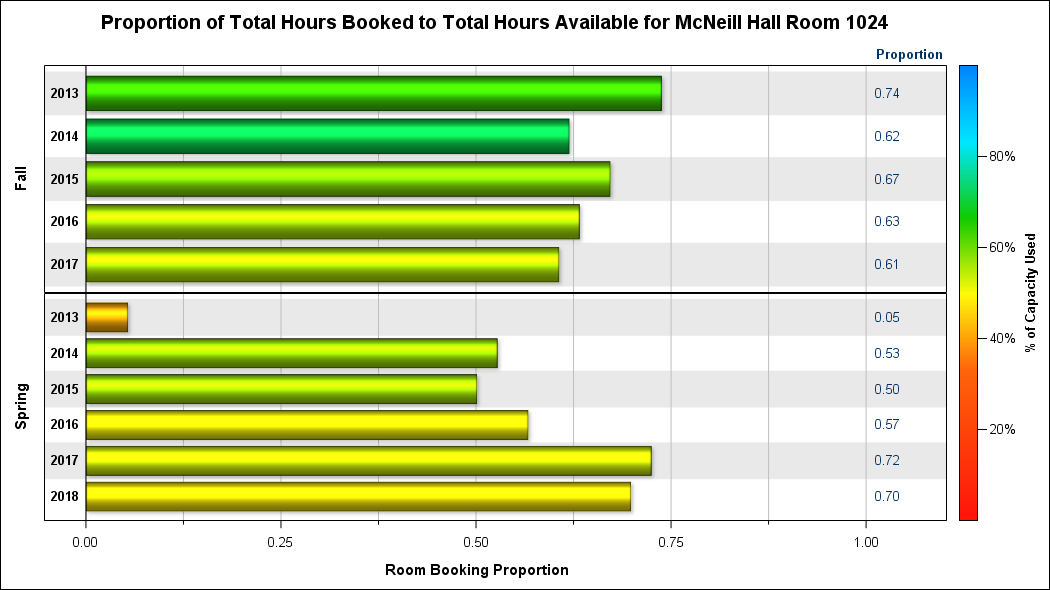 Proportion of Total Hours Booked to Total Hours Available for McNeill Hall Room 1024
Proportion
Fall
2013 0.74
2014 0.62
2015 0.67
2016 0.63
2017 0.61
Spring
2013 0.05
2014 0.53
2015 0.50
2016 0.57
2017 0.72
2018 0.70
0.00 0.25 0.50 0.75 1.00
Room Booking Proportion
80%
60%
40%
20%
% of Capacity Used